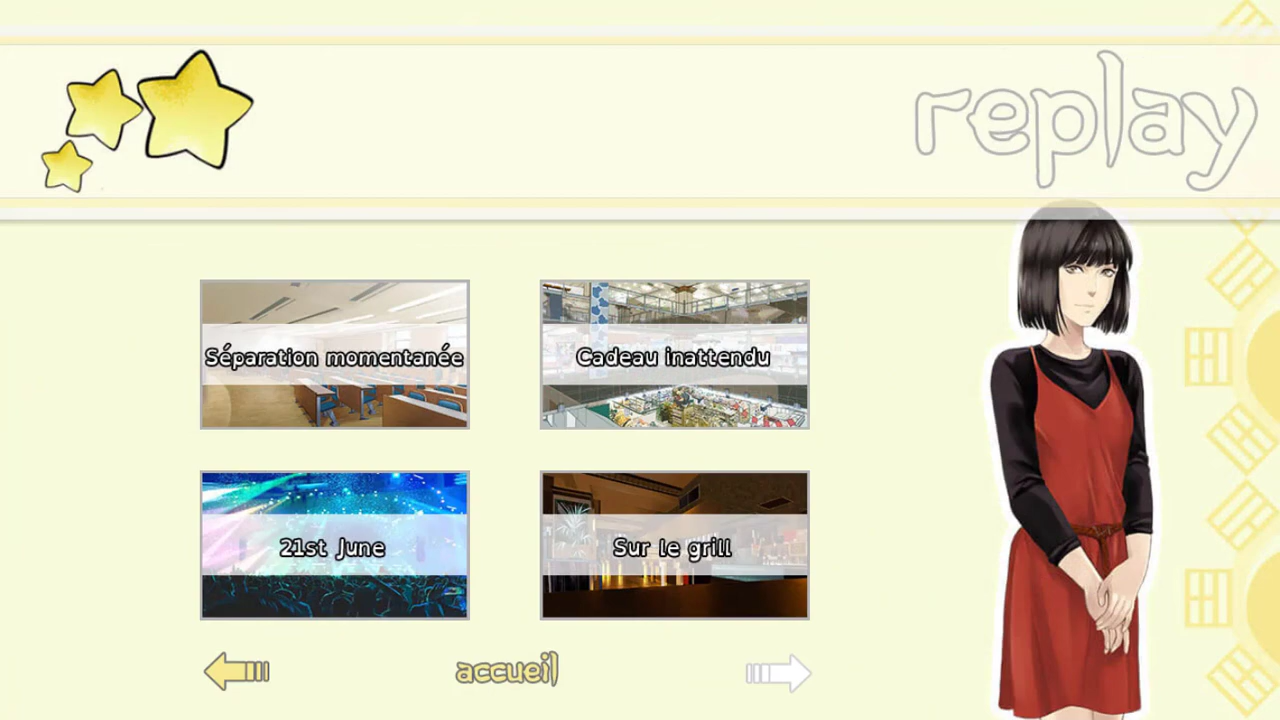 replay
Séparation momentanée
Cadeau inattendu
21st June
Sur le grill
accueil